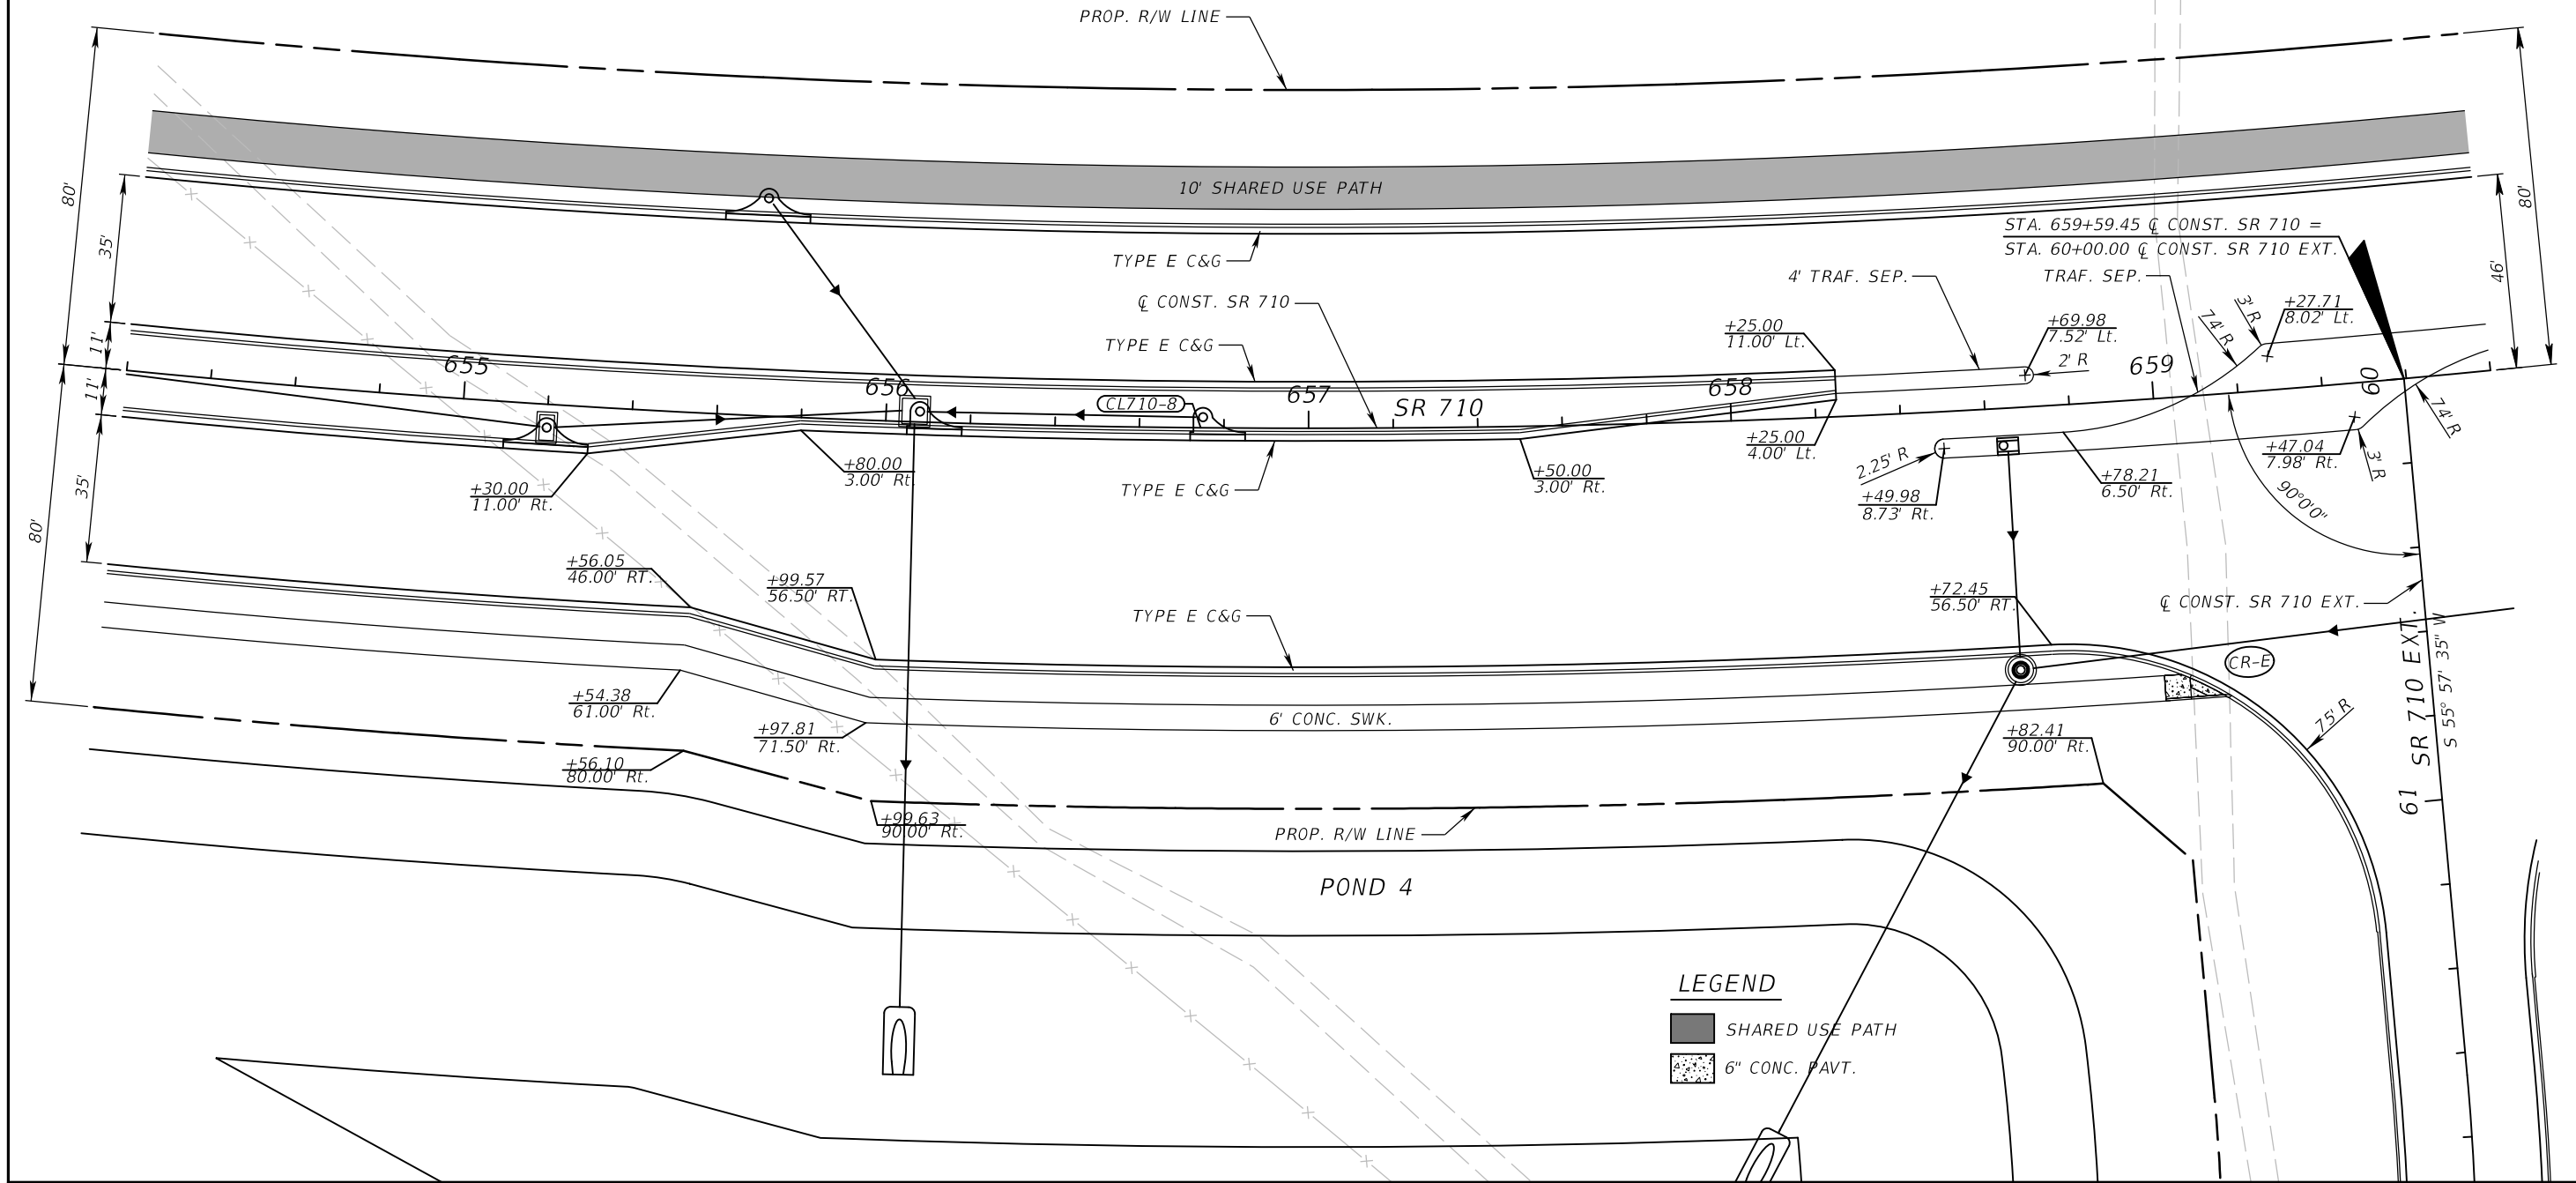 PROP. R/W LINE
80'
35'
11'
11'
35'
80'
10' SHARED USE PATH
TYPE E C&G
℄ CONST. SR 710
TYPE E C&G
STA. 659+59.45 ℄ CONST. SR 710 =
STA. 60+00.00 ℄ CONST. SR 710 EXT.
80'
46'
4' TRAF. SEP.
TRAF. SEP.
+25.00
11.00' Lt.
+69.98
7.52' Lt.
2' R
74' R
3' R
+27.71
8.02' Lt.
655
656
CL710-8
657
SR 710
658
659
60
+30.00
11.00' Rt.
+80.00
3.00' Rt.
TYPE E C&G
+50.00
3.00' Rt.
+25.00
4.00' Lt.
2.25' R
+49.98
8.73' Rt.
+78.21
6.50' Rt.
+47.04
7.98' Rt.
3' R
74' R
90°0'0"
+56.05
46.00' RT.
+99.57
56.50' RT.
TYPE E C&G
+72.45
56.50' RT.
℄ CONST. SR 710 EXT.
CR-E
75' R
61 SR 710 EXT.
S 55° 57' 35" W
+54.38
61.00' Rt.
+97.81
71.50' Rt.
6' CONC. SWK.
+82.41
90.00' Rt.
+56.10
80.00' Rt.
+99.63
90.00' Rt.
PROP. R/W LINE
POND 4
LEGEND
SHARED USE PATH
6" CONC. PAVT.